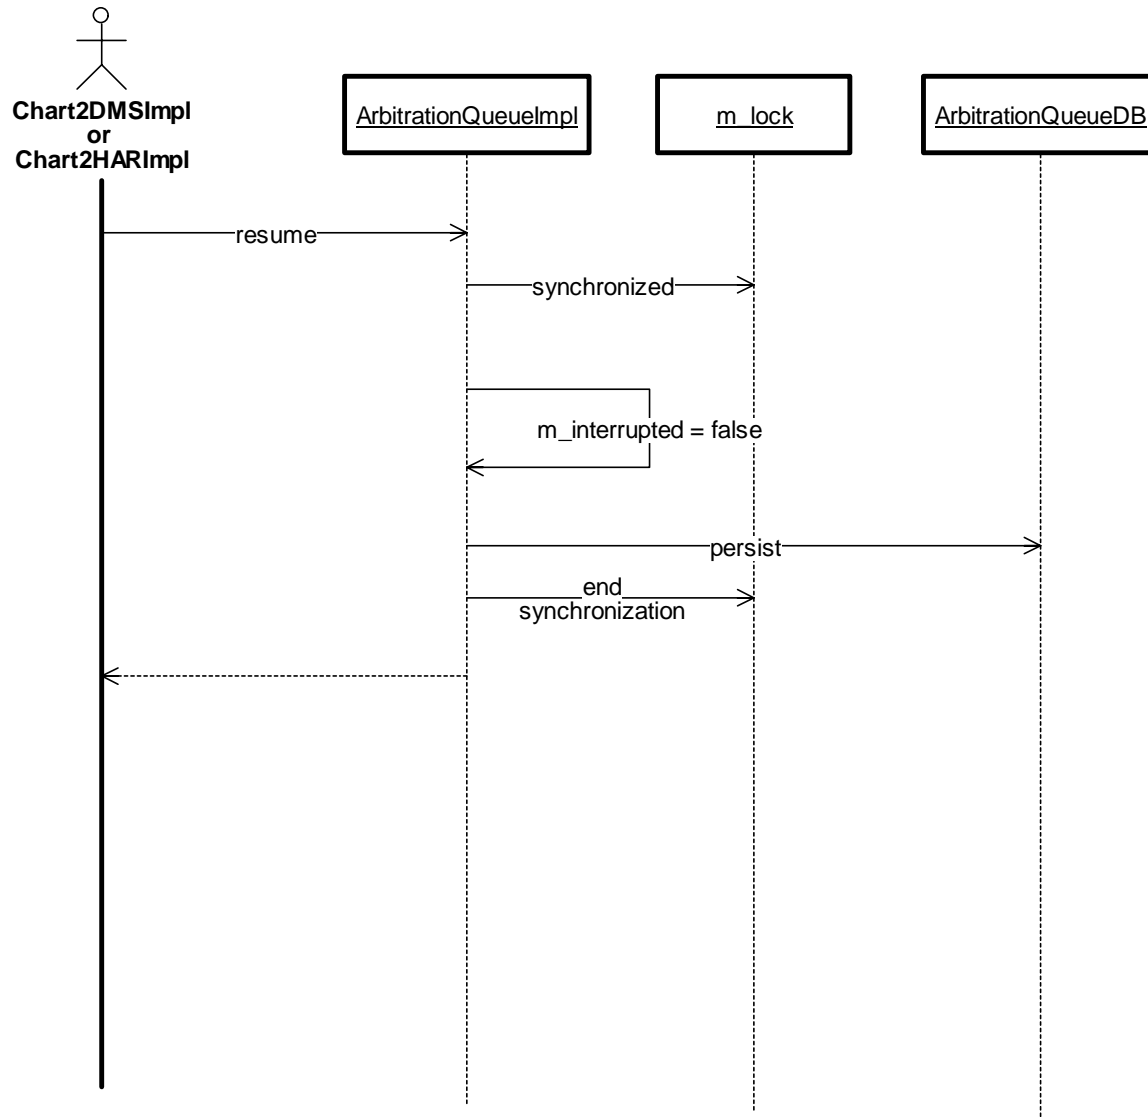 Chart2DMSImpl
or
Chart2HARImpl
ArbitrationQueueImpl
m_lock
ArbitrationQueueDB
resume
synchronized
m_interrupted = false
persist
end
synchronization